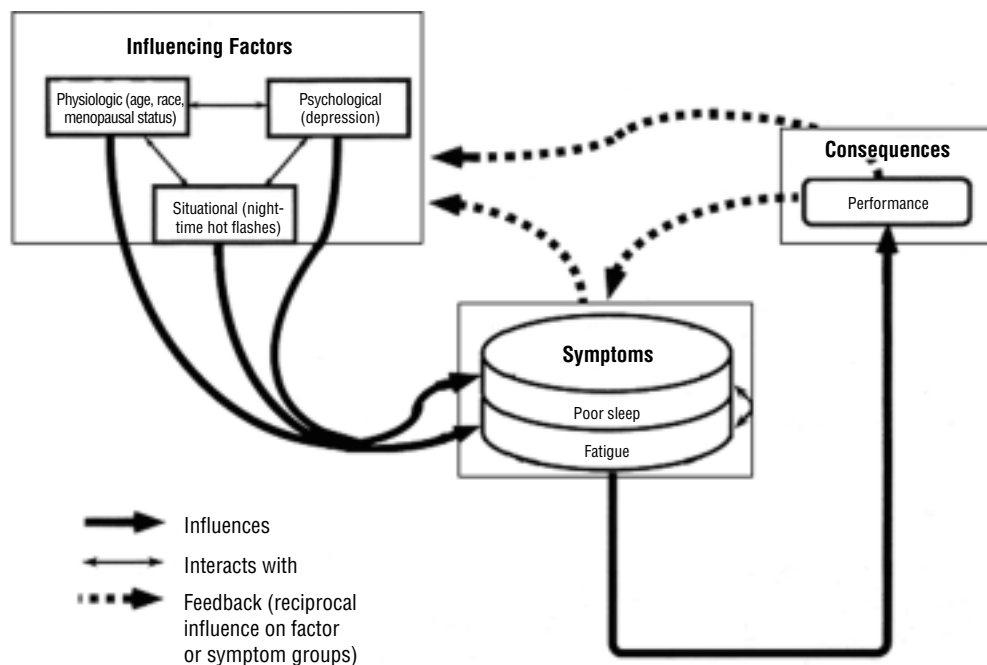 Influencing Factors
Physiologic (age, race,
menopausal status)
Psychological
(depression)
Situational (night-
time hot flashes)
Consequences
Performance
Symptoms
Poor sleep
Fatigue
Influences
Interacts with
Feedback (reciprocal
influence on factor
or symptom groups)